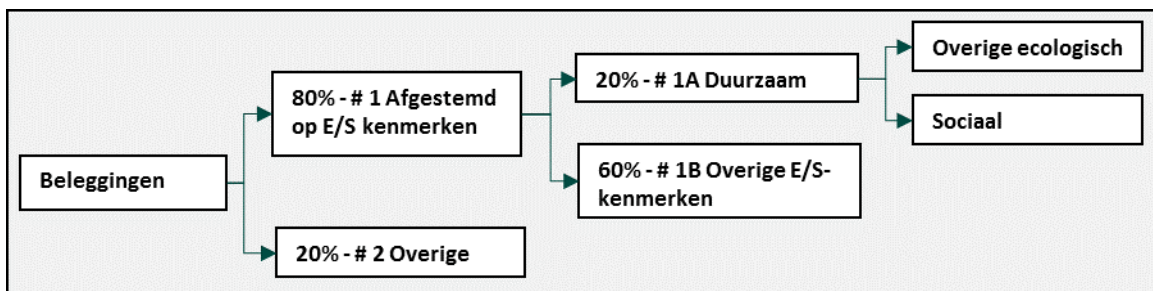 Beleggingen
80% - # 1 Afgestemd
op E/S kenmerken
20% - # 2 Overige
20% - # 1A Duurzaam
60% - # 1B Overige E/S-
kenmerken
Overige ecologisch
Sociaal